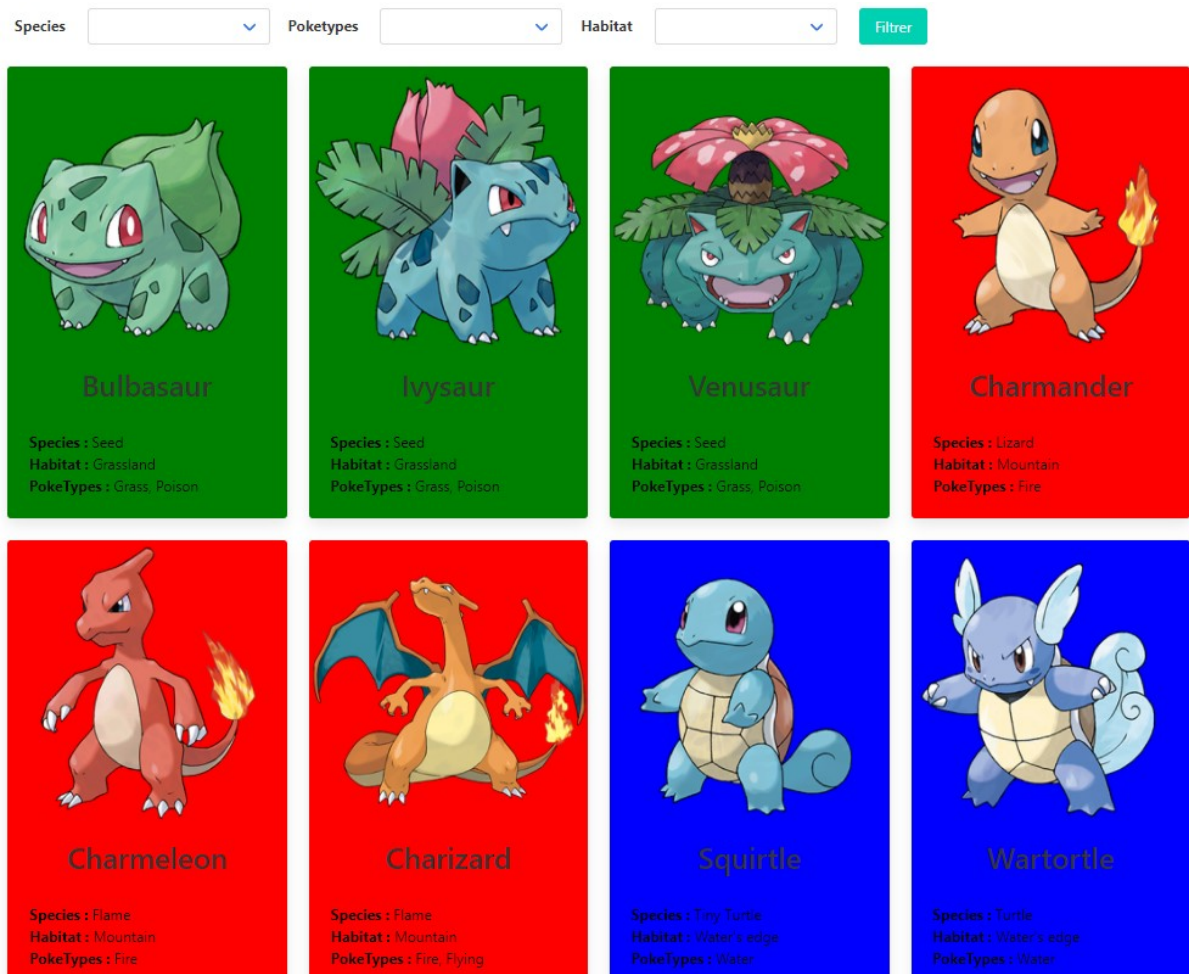 Species Poketypes Habitat Filtrer
Bulbasaur
Species : Seed
Habitat : Grassland
PokeTypes : Grass, Poison
Ivysaur
Species : Seed
Habitat : Grassland
PokeTypes : Grass, Poison
Venusaur
Species : Seed
Habitat : Grassland
PokeTypes : Grass, Poison
Charmander
Species : Lizard
Habitat : Mountain
PokeTypes : Fire
Charmeleon
Species : Flame
Habitat : Mountain
PokeTypes : Fire
Charizard
Species : Flame
Habitat : Mountain
PokeTypes : Fire, Flying
Squirtle
Species : Tiny Turtle
Habitat : Water's edge
PokeTypes : Water
Wartortle
Species : Turtle
Habitat : Water's edge
PokeTypes : Water